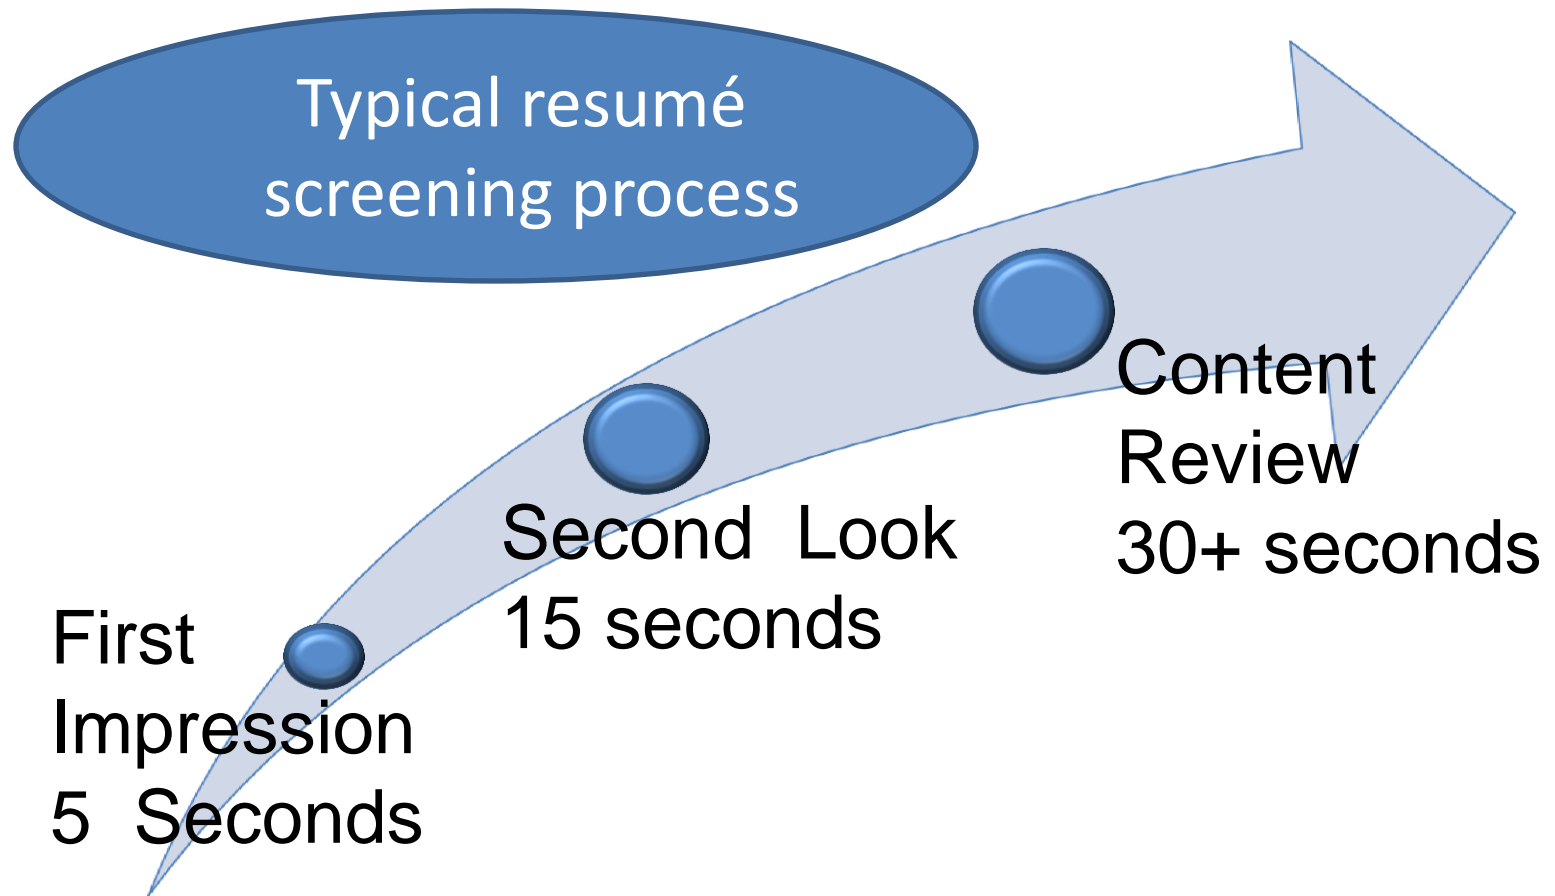 Typical resumé
screening process
First
Impression
5 Seconds
Second Look
15 seconds
Content
Review
30+ seconds